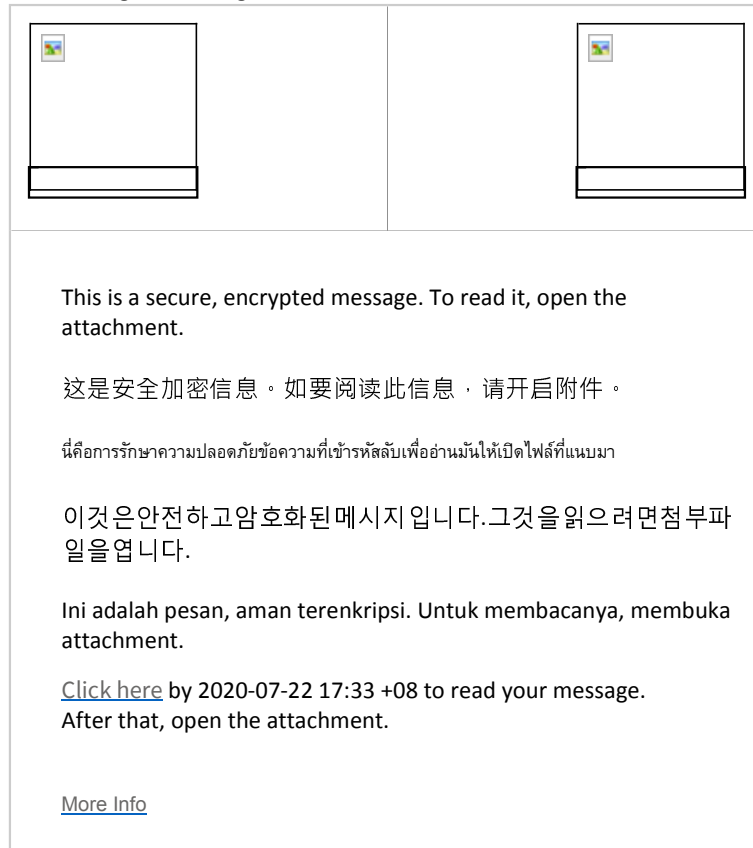 This is a secure, encrypted message. To read it, open the
attachment.
这是安全加密信息。如要阅读此信息，请开启附件。
นี่คือการรักษาความปลอดภัยข้อความที่เข้ารหัสลับเพื่ออ่านมันให้เปิดไฟล์ที่แนบมา
이것은안전하고암호화된메시지입니다.그것을읽으려면첨부파
일을엽니다.
Ini adalah pesan, aman terenkripsi. Untuk membacanya, membuka
attachment.
Click here by 2020-07-22 17:33 +08 to read your message.
After that, open the attachment.
More Info